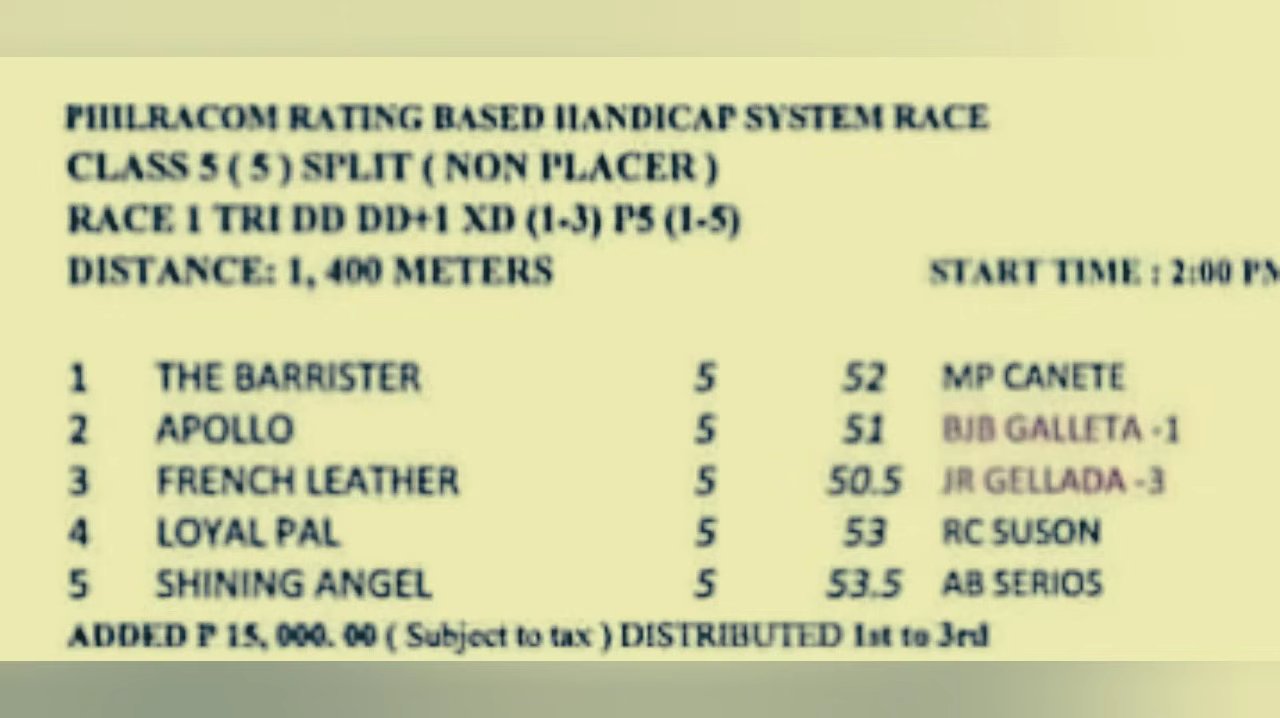 PHILRACOM RATING BASED HANDICAP SYSTEM RACE
CLASS 5 ( 5 ) SPLIT ( NON PLACER )
RACE 1 TRI DD DD+1 XD (1-3) P5 (1-5)
DISTANCE: 1, 400 METERS START TIME : 2:00 PM
1 THE BARRISTER 5 52 MP CANETE
2 APOLLO 5 51 BJB GALLETA -1
3 FRENCH LEATHER 5 50.5 JR GELLADA -3
4 LOYAL PAL 5 53 RC SUSON
5 SHINING ANGEL 5 53.5 AB SERIOS
ADDED P 15, 000. 00 ( Subject to tax ) DISTRIBUTED 1st to 3rd